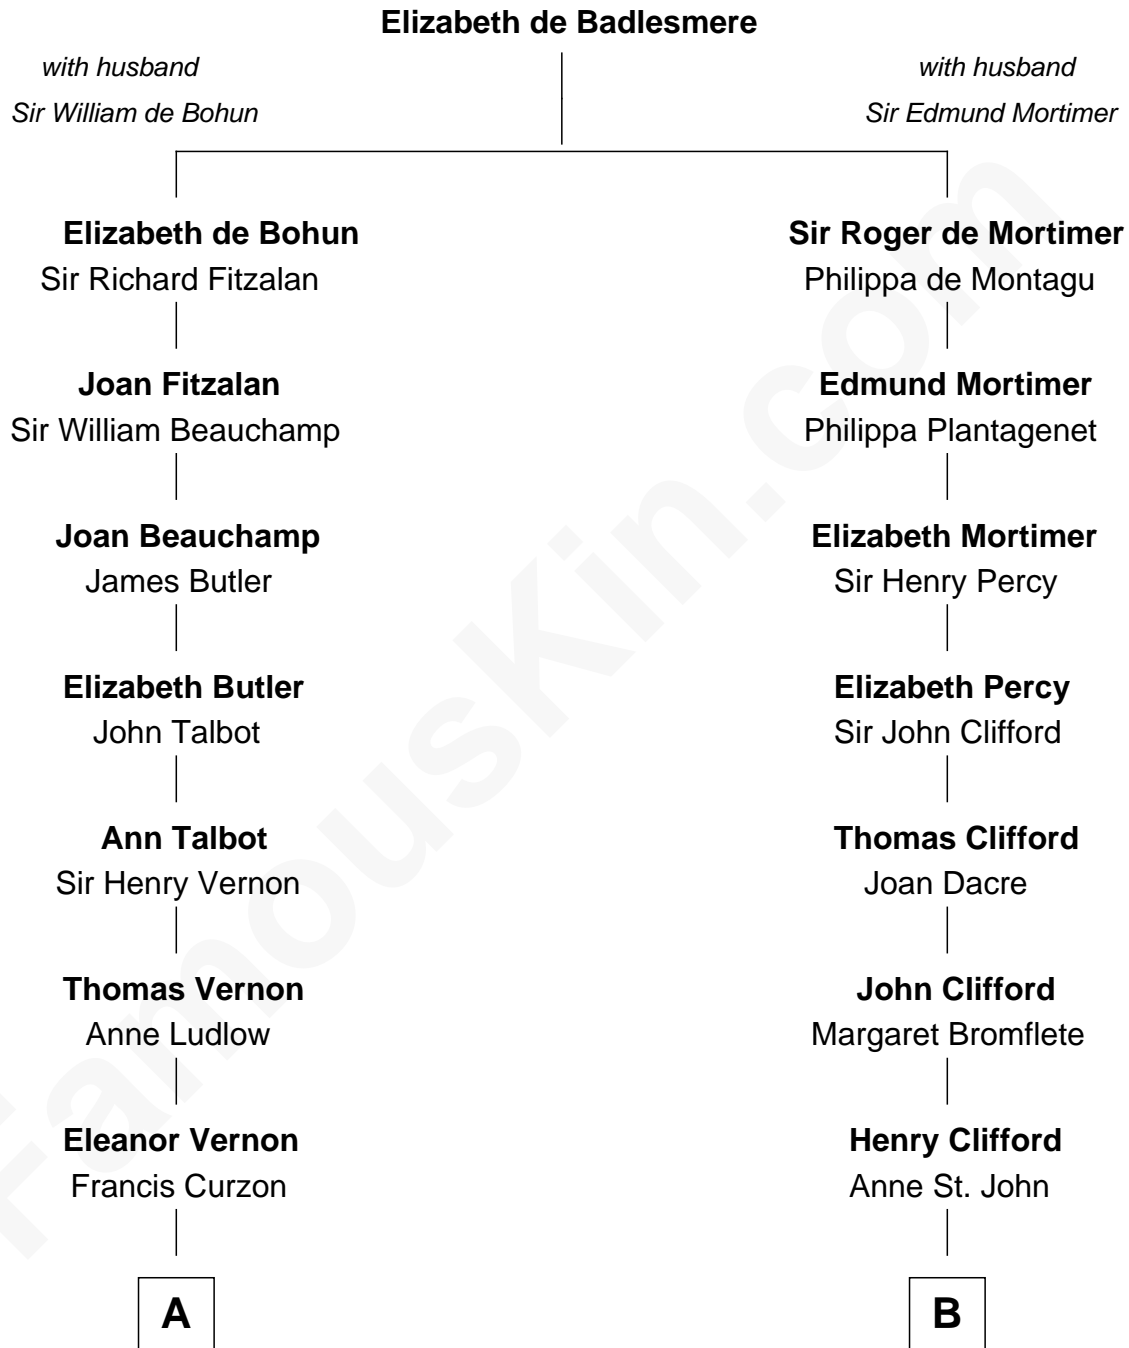 Elizabeth de Badlesmere
with husband
Sir William de Bohun
with husband
Sir Edmund Mortimer
Elizabeth de Bohun
Sir Richard Fitzalan
Sir Roger de Mortimer
Philippa de Montagu
Joan Fitzalan
Sir William Beauchamp
Edmund Mortimer
Philippa Plantagenet
Joan Beauchamp
James Butler
Elizabeth Mortimer
Sir Henry Percy
Elizabeth Butler
John Talbot
Elizabeth Percy
Sir John Clifford
Ann Talbot
Sir Henry Vernon
Thomas Clifford
Joan Dacre
Thomas Vernon
Anne Ludlow
John Clifford
Margaret Bromflete
Eleanor Vernon
Francis Curzon
Henry Clifford
Anne St. John
A
B
FamousKin.com